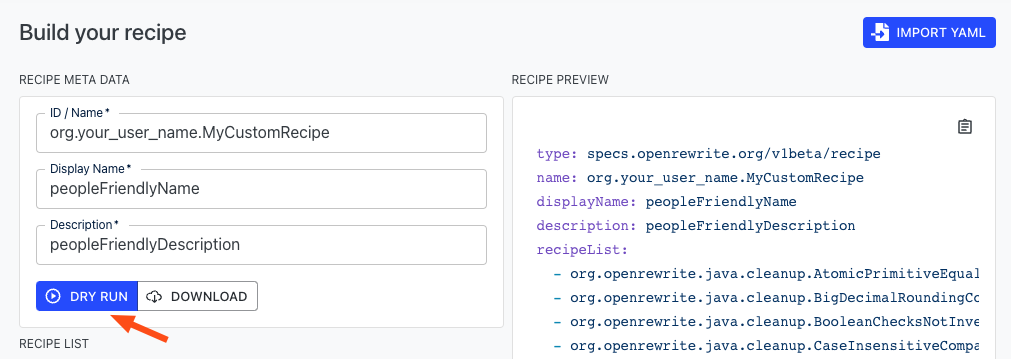 Build your recipe
IMPORT YAML
RECIPE META DATA
ID / Name *
org.your_user_name.MyCustomRecipe
Display Name *
peopleFriendlyName
Description *
peopleFriendlyDescription
DRY RUN
DOWNLOAD
RECIPE LIST
RECIPE PREVIEW
type: specs.openrewrite.org/v1beta/recipe
name: org.your_user_name.MyCustomRecipe
displayName: peopleFriendlyName
description: peopleFriendlyDescription
recipeList:
- org.openrewrite.java.cleanup.AtomicPrimitiveEqual
- org.openrewrite.java.cleanup.BigDecimalRoundingCo
- org.openrewrite.java.cleanup.BooleanChecksNotInve
- org.openrewrite.java.cleanup.CaseInsensitiveCompa